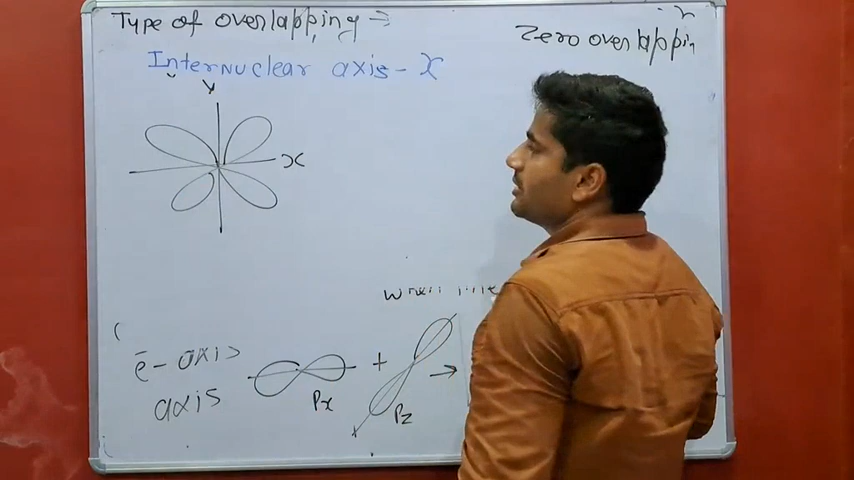 Type of overlapping ⇒
Zero overlappin
Internuclear axis - X
Y
X
ē - axis
axis
Px
+
Pz
→